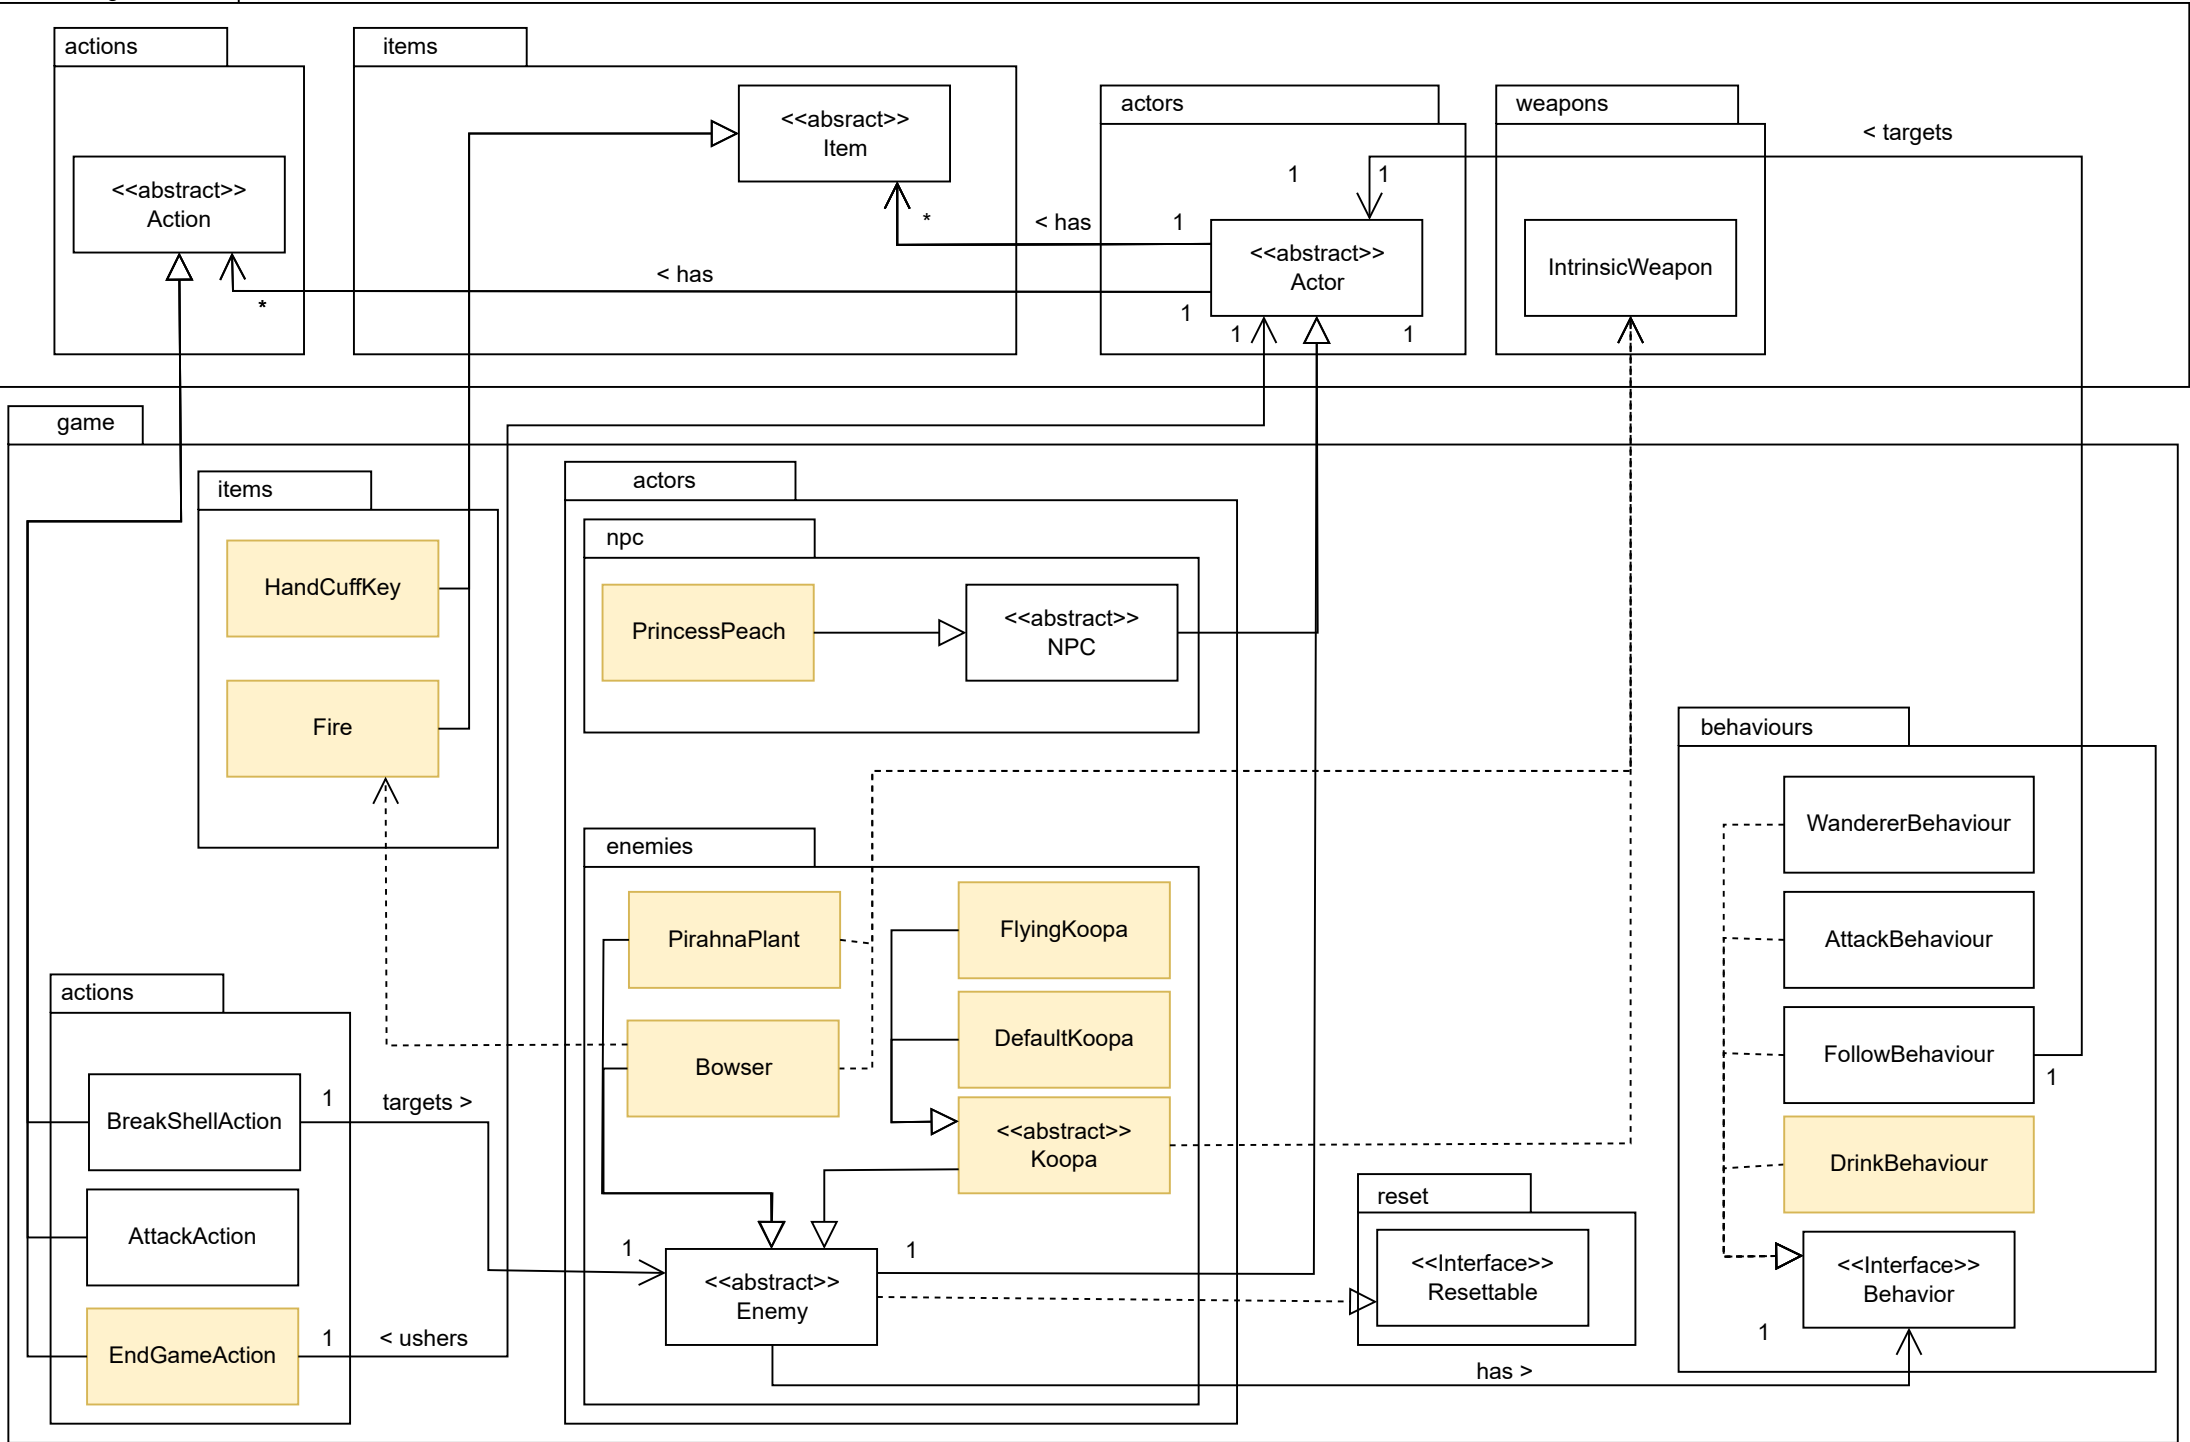 actions
items
<<absract>>
Item
actors
weapons
< targets
<<abstract>>
Action
1
1
*
< has
1
<<abstract>>
Actor
IntrinsicWeapon
< has
*
1
1
1
game
items
actors
npc
HandCuffKey
PrincessPeach
<<abstract>>
NPC
Fire
behaviours
WandererBehaviour
enemies
PirahnaPlant
FlyingKoopa
AttackBehaviour
actions
DefaultKoopa
Bowser
FollowBehaviour
1
BreakShellAction
1
targets >
<<abstract>>
Koopa
DrinkBehaviour
reset
AttackAction
1
1
<<abstract>>
Enemy
<<Interface>>
Resettable
<<Interface>>
Behavior
1
EndGameAction
1
< ushers
has >